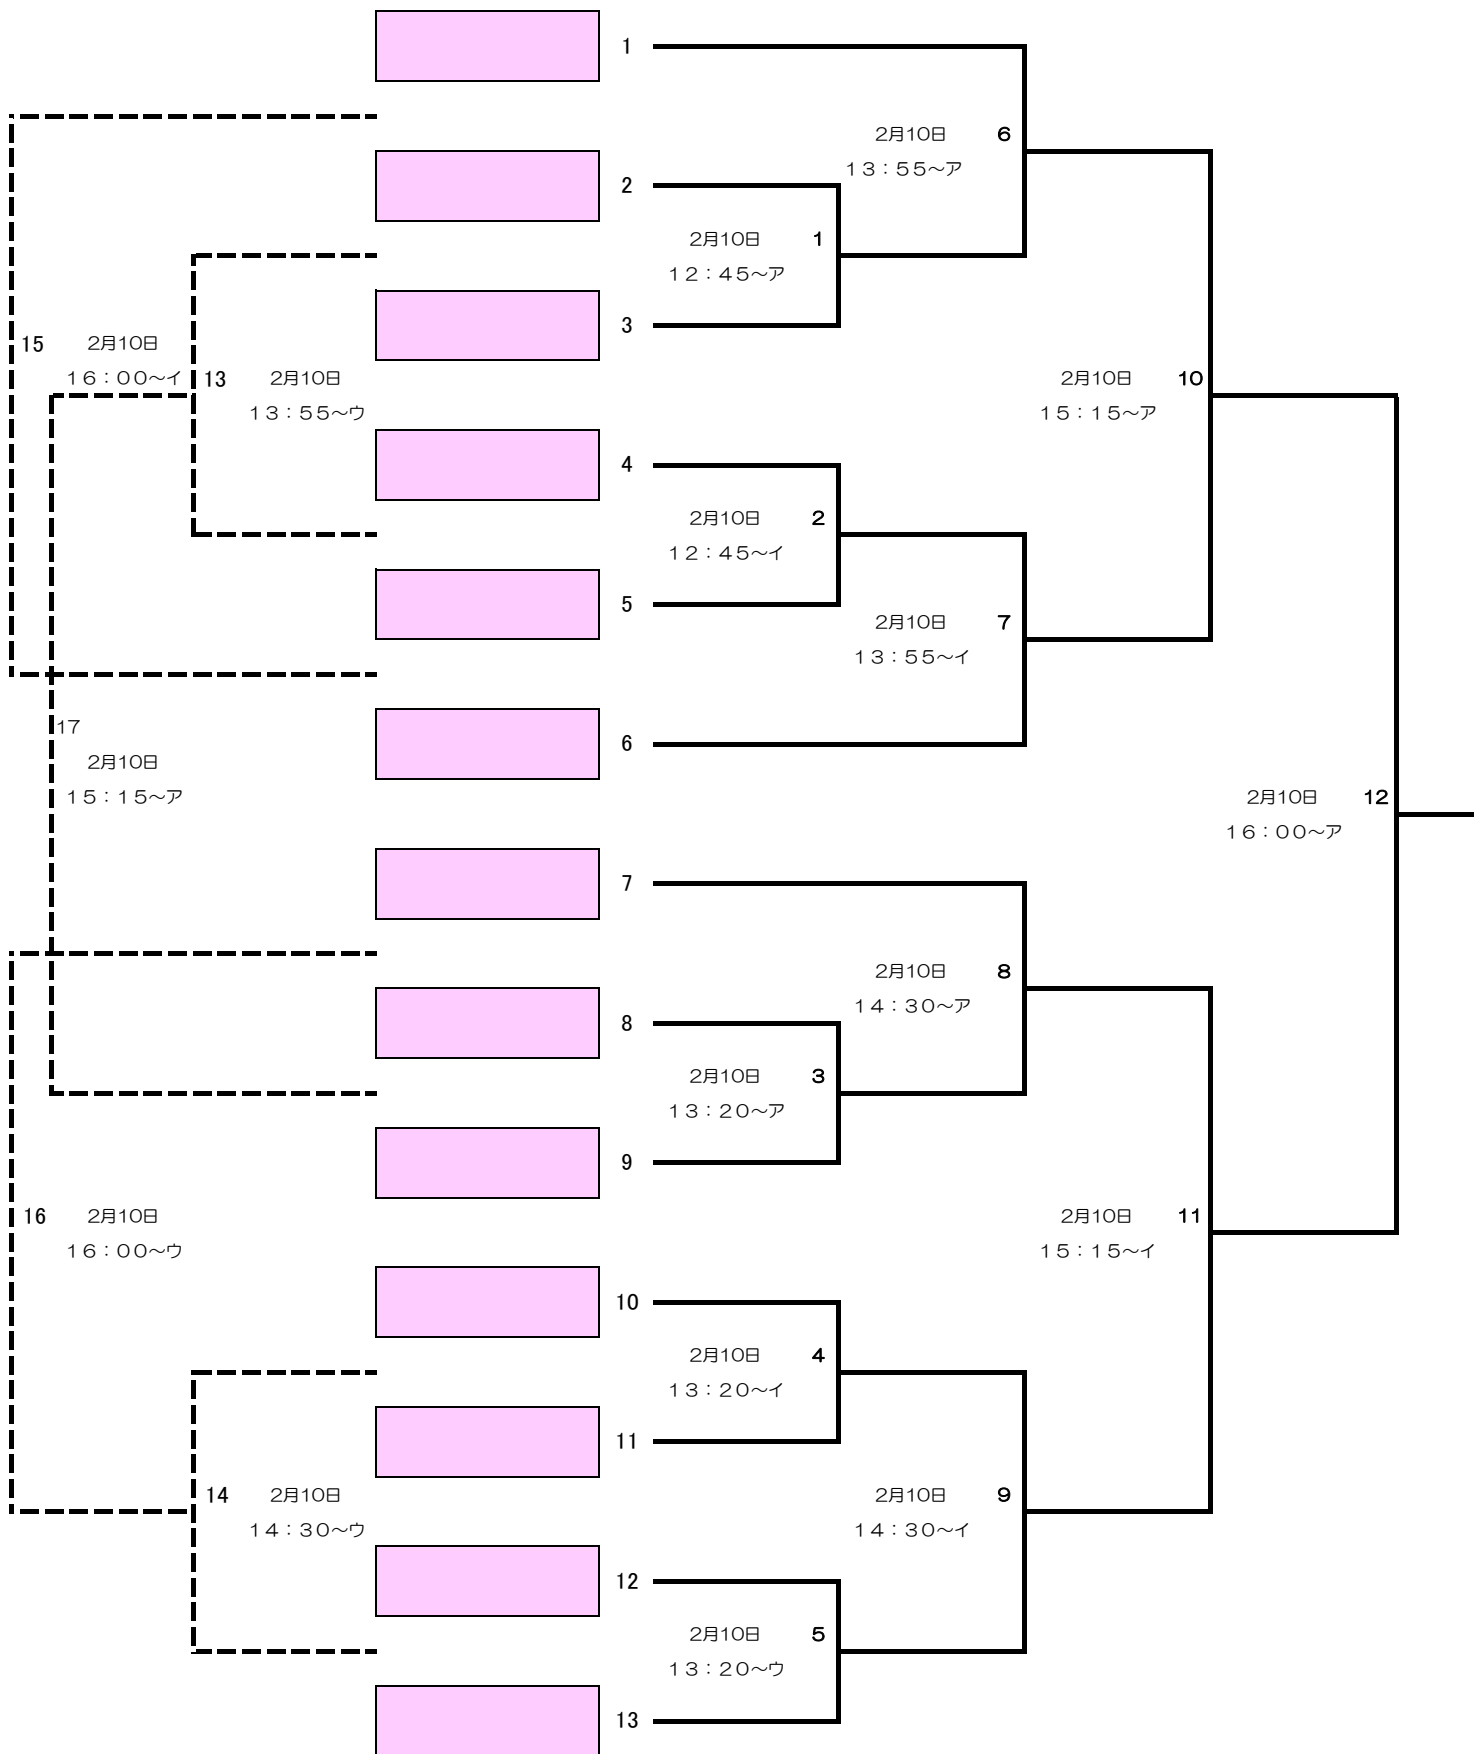 1
2月10日 6
13：55～ア
2
2月10日 1
12：45～ア
3
15 2月10日
16：00～イ
13 2月10日
13：55～ウ
2月10日 10
15：15～ア
4
2月10日 2
12：45～イ
5
2月10日 7
13：55～イ
17
2月10日
15：15～ア
6
2月10日 12
16：00～ア
7
2月10日 8
14：30～ア
8
2月10日 3
13：20～ア
9
16 2月10日
16：00～ウ
2月10日 11
15：15～イ
10
2月10日 4
13：20～イ
11
14 2月10日
14：30～ウ
2月10日 9
14：30～イ
12
2月10日 5
13：20～ウ
13